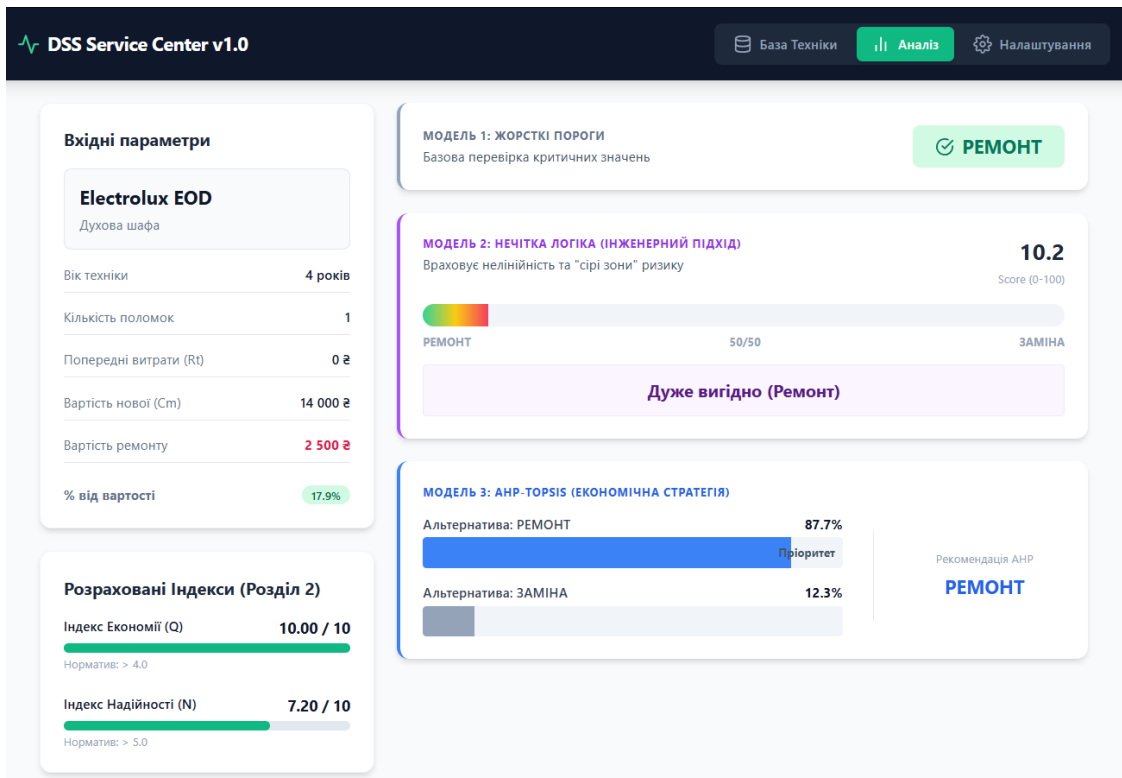 DSS Service Center v1.0
База Техніки
Аналіз
Налаштування
Вхідні параметри
Electrolux EOD
Духова шафа
Вік техніки 4 років
Кількість поломок 1
Попередні витрати (Rt) 0 ₴
Вартість нової (Cm) 14 000 ₴
Вартість ремонту 2 500 ₴
% від вартості 17.9%
Розраховані Індекси (Розділ 2)
Індекс Економії (Q) 10.00 / 10
Норматив: > 4.0
Індекс Надійності (N) 7.20 / 10
Норматив: > 5.0
МОДЕЛЬ 1: ЖОРСТКІ ПОРОГИ
Базова перевірка критичних значень
РЕМОНТ
МОДЕЛЬ 2: НЕЧІТКА ЛОГІКА (ІНЖЕНЕРНИЙ ПІДХІД)
Враховує нелінійність та "сірі зони" ризику
10.2
Score (0-100)
РЕМОНТ 50/50 ЗАМІНА
Дуже вигідно (Ремонт)
МОДЕЛЬ 3: AHP-TOPSIS (ЕКОНОМІЧНА СТРАТЕГІЯ)
Альтернатива: РЕМОНТ 87.7%
Пріоритет
Альтернатива: ЗАМІНА 12.3%
Рекомендація AHP
РЕМОНТ